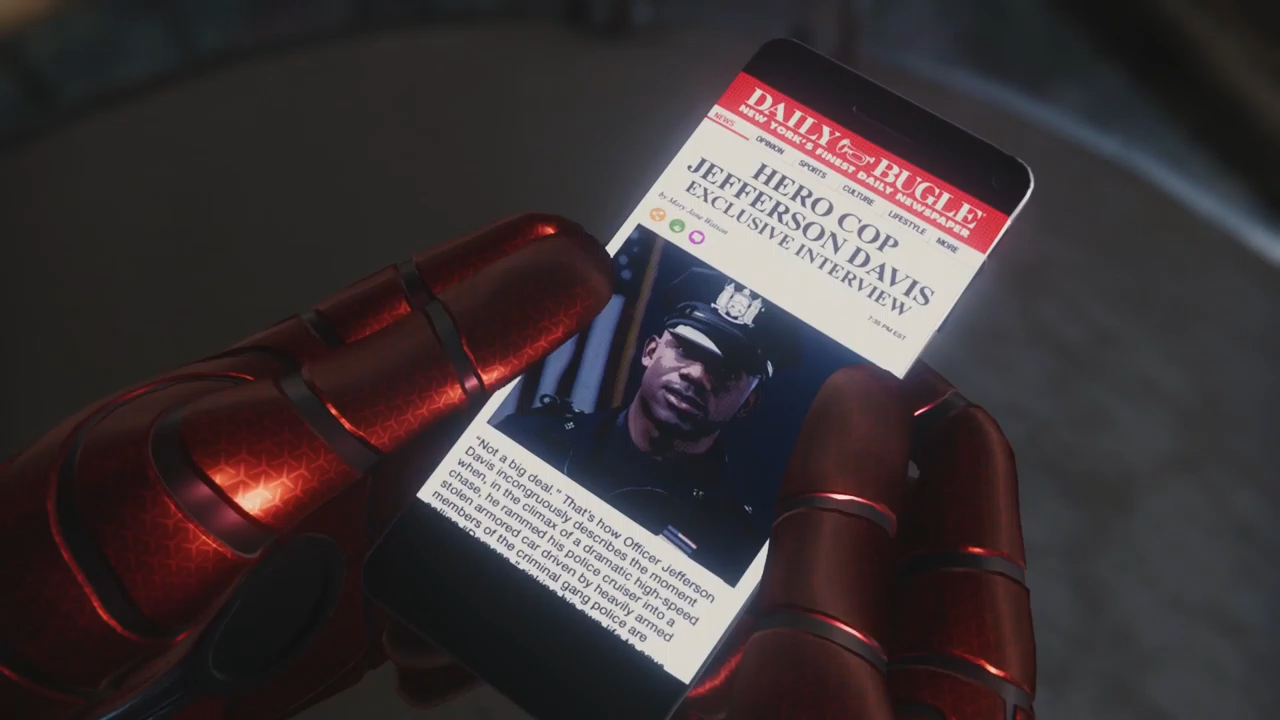 DAILY BUGLE
NEW YORK'S FINEST DAILY NEWSPAPER
NEWS OPINION SPORTS CULTURE LIFESTYLE MORE
HERO COP
JEFFERSON DAVIS
EXCLUSIVE INTERVIEW
by Mary Jane Watson
7:35 PM EST
"Not a big deal." That's how Officer Jefferson
Davis incongruously describes the moment
when, in the climax of a dramatic high-speed
chase, he rammed his police cruiser into a
stolen armored car driven by heavily armed
members of the criminal gang police are